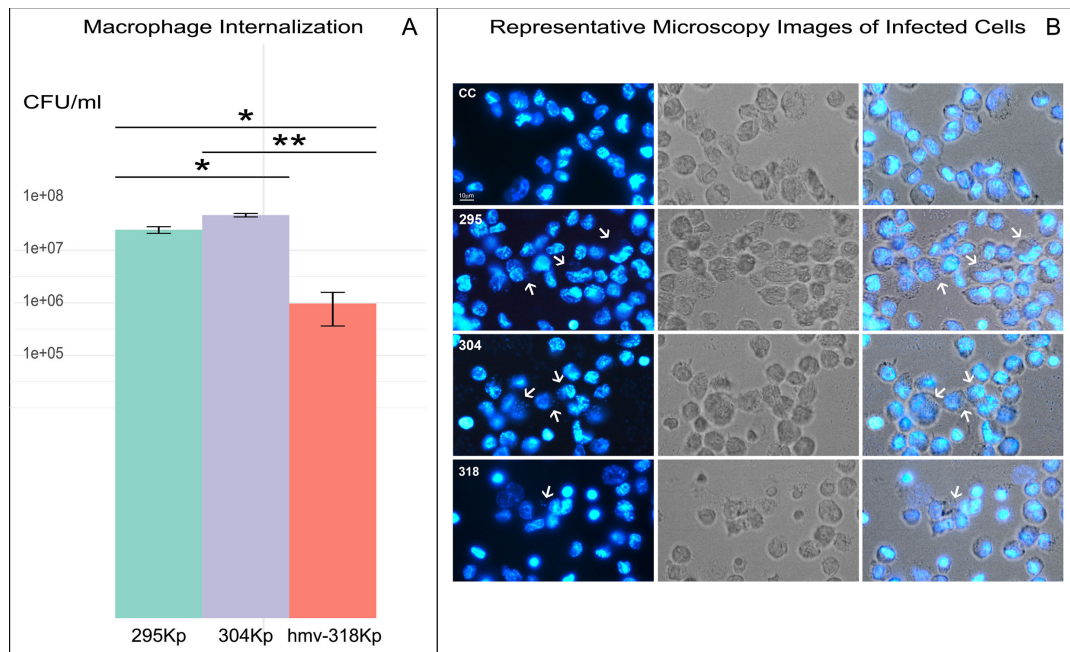 Macrophage Internalization A
CFU/ml
*
**
*
1e+08
1e+07
1e+06
1e+05
295Kp 304Kp hmv-318Kp
Representative Microscopy Images of Infected Cells B
CC
10µm
295
304
318